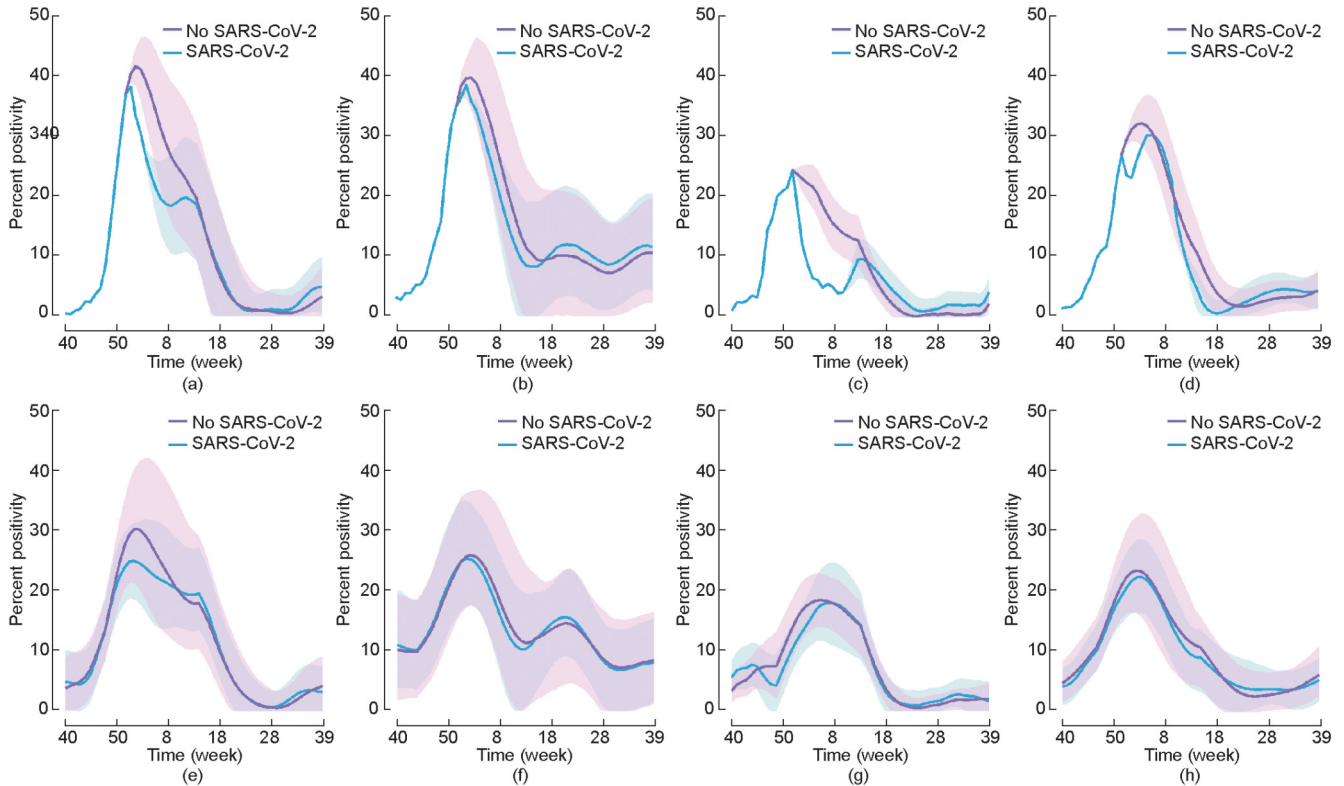 50
40
340
20
10
0
Percent positivity
No SARS-CoV-2
SARS-CoV-2
40 50 8 18 28 39
Time (week)
(a)
50
40
30
20
10
0
Percent positivity
No SARS-CoV-2
SARS-CoV-2
40 50 8 18 28 39
Time (week)
(b)
50
40
30
20
10
0
Percent positivity
No SARS-CoV-2
SARS-CoV-2
40 50 8 18 28 39
Time (week)
(c)
50
40
30
20
10
0
Percent positivity
No SARS-CoV-2
SARS-CoV-2
40 50 8 18 28 39
Time (week)
(d)
50
40
30
20
10
0
Percent positivity
No SARS-CoV-2
SARS-CoV-2
40 50 8 18 28 39
Time (week)
(e)
50
40
30
20
10
0
Percent positivity
No SARS-CoV-2
SARS-CoV-2
40 50 8 18 28 39
Time (week)
(f)
50
40
30
20
10
0
Percent positivity
No SARS-CoV-2
SARS-CoV-2
40 50 8 18 28 39
Time (week)
(g)
50
40
30
20
10
0
Percent positivity
No SARS-CoV-2
SARS-CoV-2
40 50 8 18 28 39
Time (week)
(h)